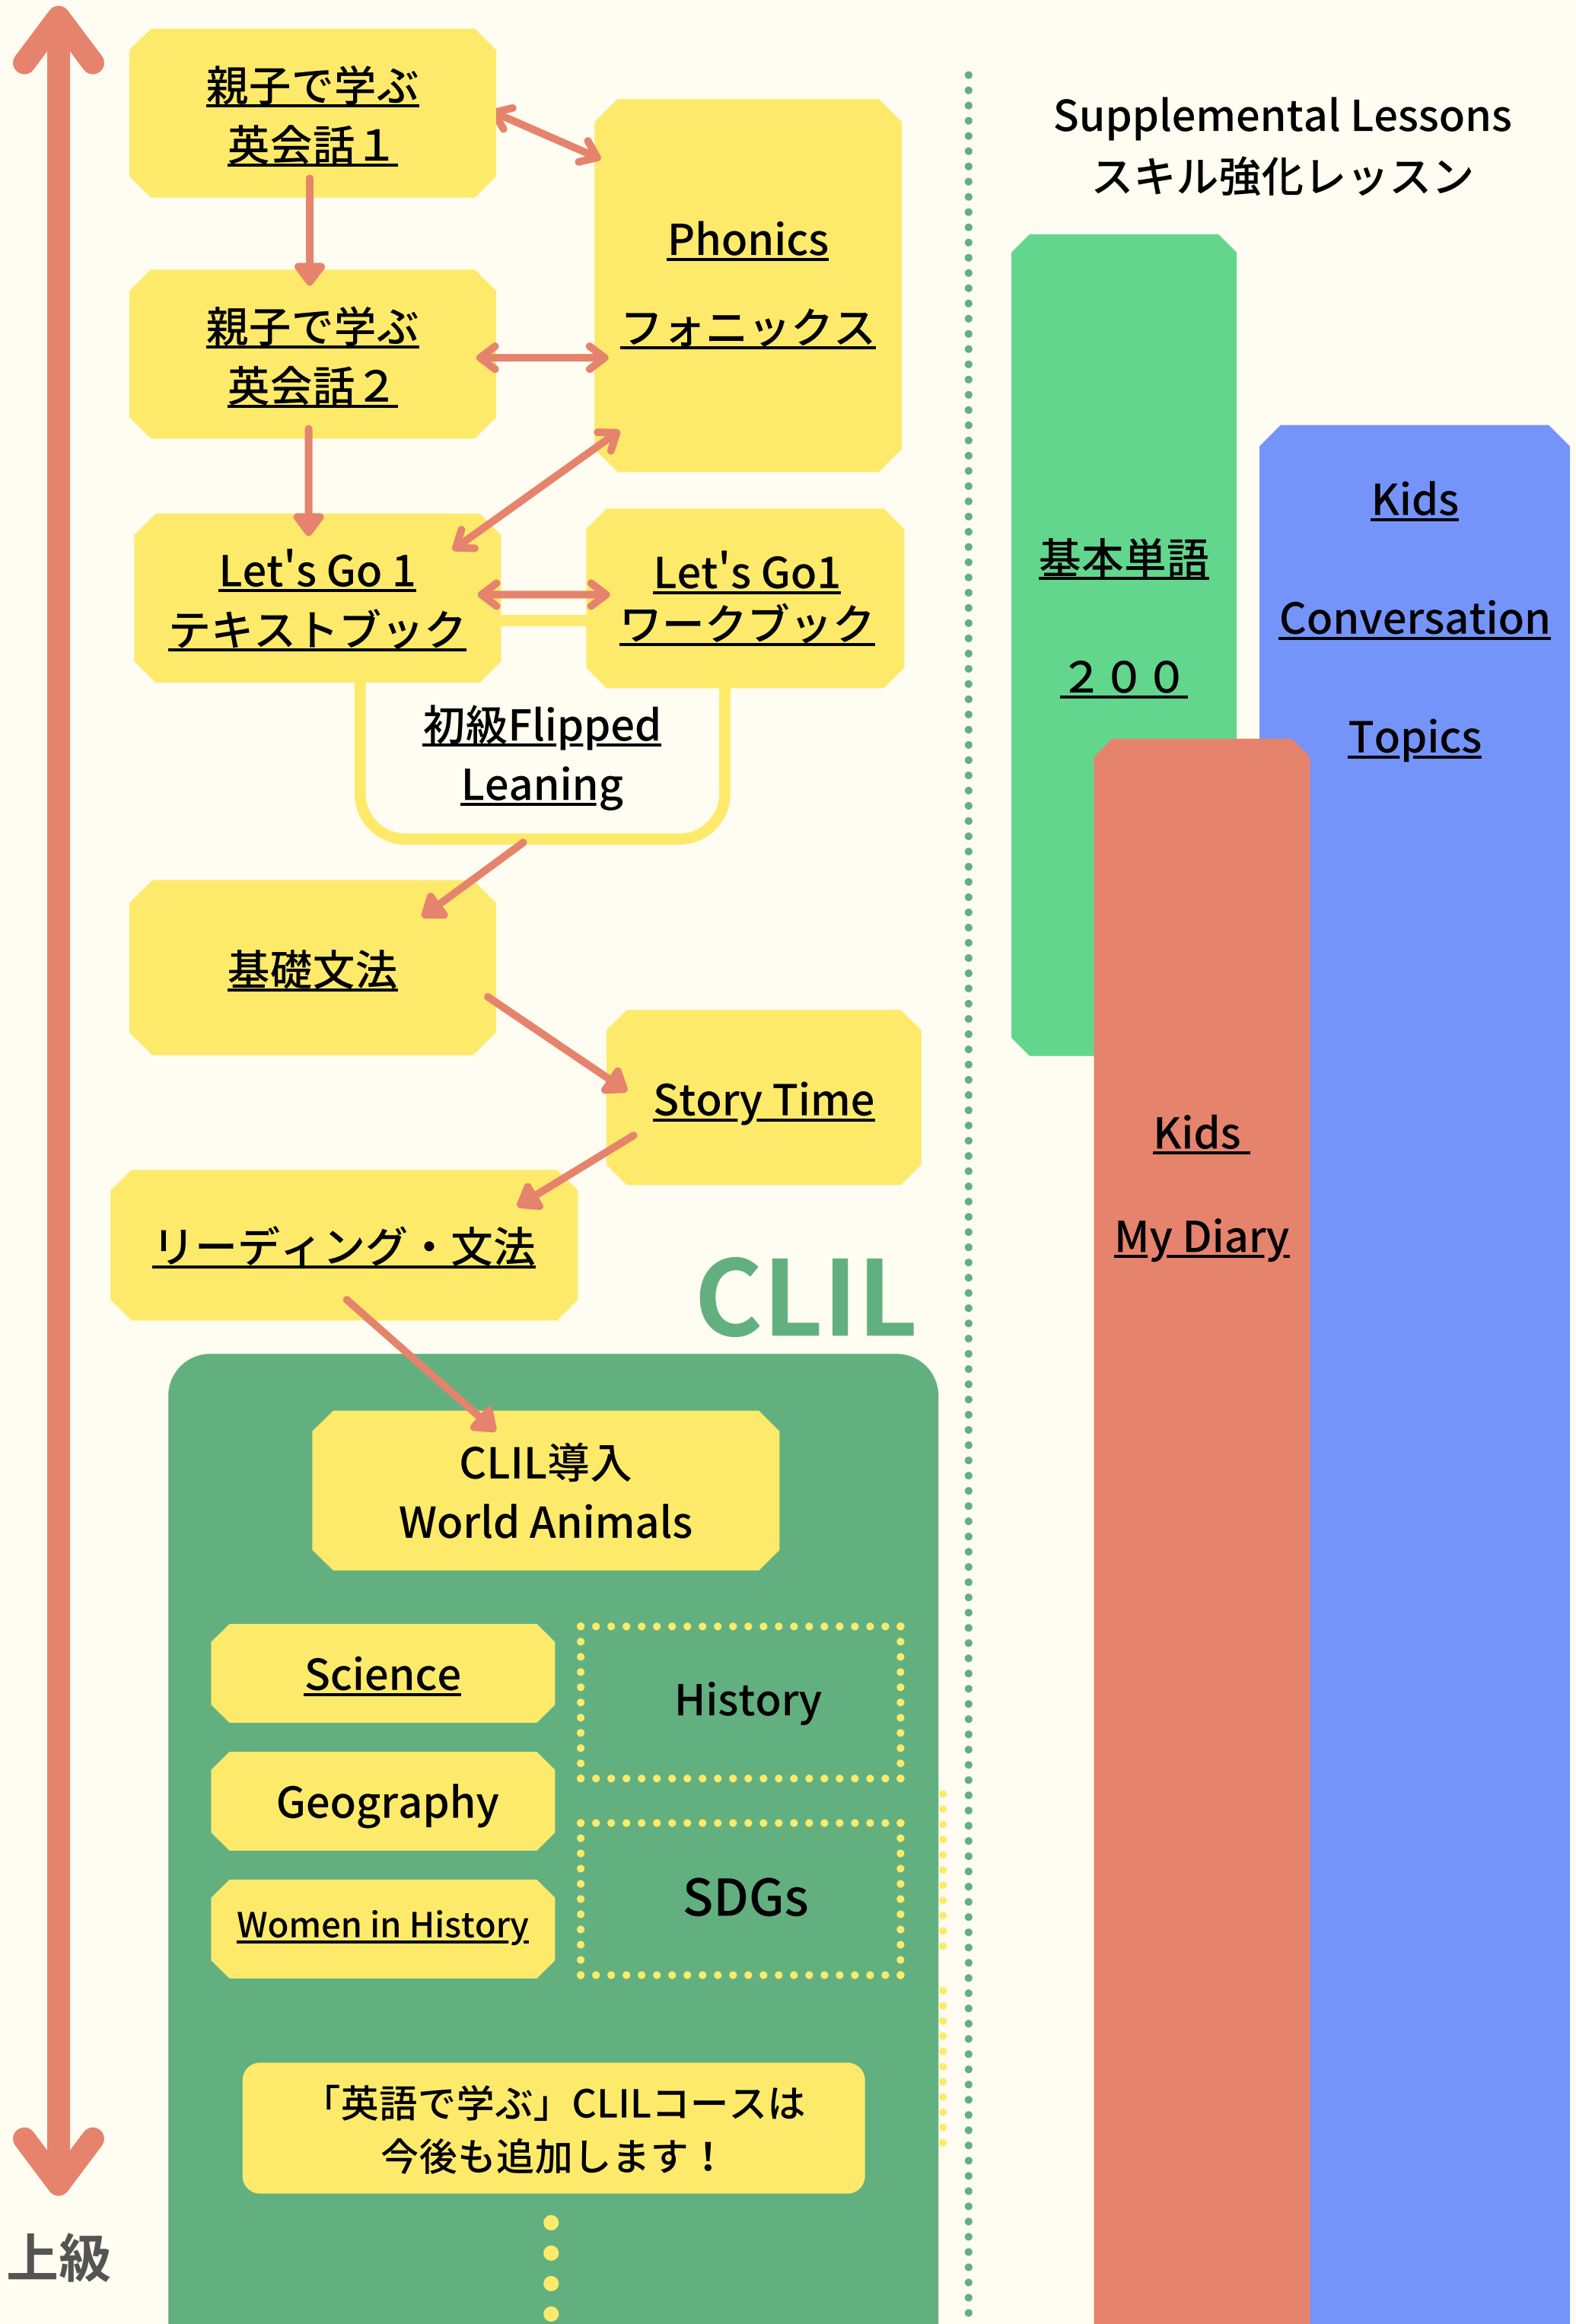 親子で学ぶ
英会話１
親子で学ぶ
英会話２
Phonics
フォニックス
Let's Go 1
テキストブック
Let's Go1
ワークブック
初級Flipped
Leaning
基礎文法
Story Time
リーディング・文法
CLIL
CLIL導入
World Animals
Science
Geography
Women in History
History
SDGs
「英語で学ぶ」CLILコースは
今後も追加します！
上級
Supplemental Lessons
スキル強化レッスン
基本単語
２００
Kids
Conversation
Topics
Kids
My Diary